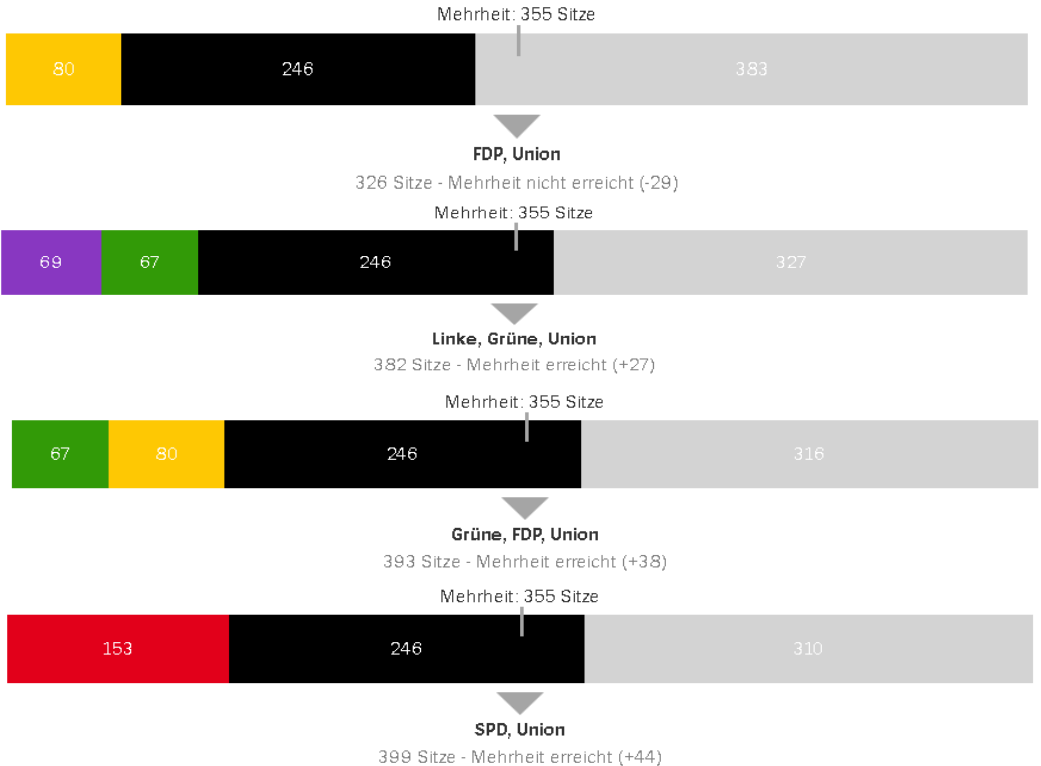 Mehrheit: 355 Sitze
80 246 383
FDP, Union
326 Sitze - Mehrheit nicht erreicht (-29)
Mehrheit: 355 Sitze
69 67 246 327
Linke, Grüne, Union
382 Sitze - Mehrheit erreicht (+27)
Mehrheit: 355 Sitze
67 80 246 316
Grüne, FDP, Union
393 Sitze - Mehrheit erreicht (+38)
Mehrheit: 355 Sitze
153 246 310
SPD, Union
399 Sitze - Mehrheit erreicht (+44)